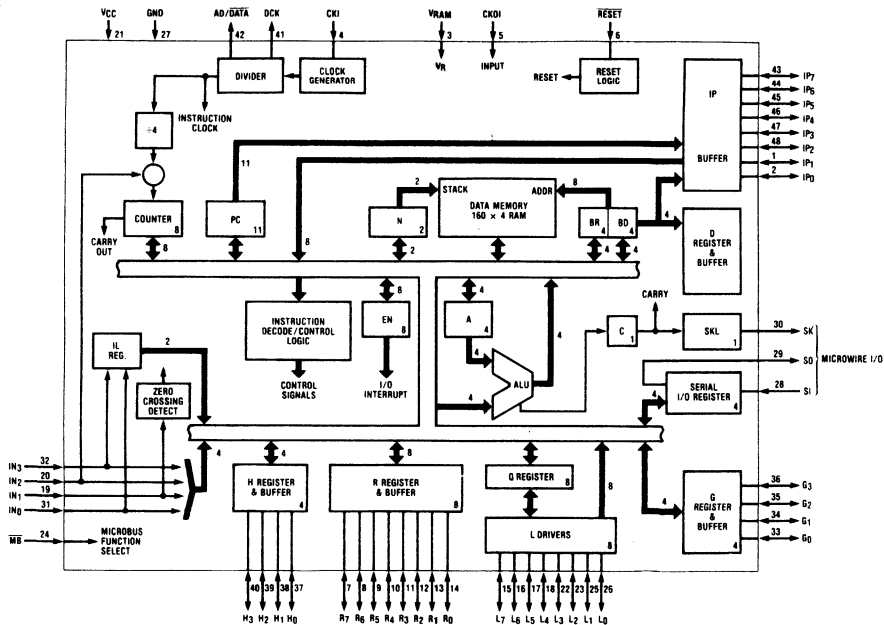 VCC GND AD/DATA DCK CKI VRAM CKOI RESET
21 27 42 41 4 3 5 6
VR INPUT
DIVIDER
CLOCK GENERATOR
RESET
RESET LOGIC
INSTRUCTION CLOCK
÷4
IP BUFFER
43 IP7
44 IP6
45 IP5
46 IP4
47 IP3
48 IP2
1 IP1
2 IP0
11
2
8
STACK
ADDR
DATA MEMORY
160 × 4 RAM
COUNTER
8
PC
11
N
2
BR
4
BD
4
4
D REGISTER & BUFFER
CARRY OUT
8
8
2
4
4
INSTRUCTION DECODE/CONTROL LOGIC
EN
8
8
A
4
4
4
4
CARRY
C
1
SKL
1
30 SK
29 SO
28 SI
MICROWIRE I/O
IL REG.
2
ZERO CROSSING DETECT
CONTROL SIGNALS
I/O INTERRUPT
ALU
4
4
SERIAL I/O REGISTER
4
IN3 32
IN2 20
IN1 19
IN0 31
4
4
8
H REGISTER & BUFFER
4
R REGISTER & BUFFER
8
Q REGISTER
8
8
L DRIVERS
8
4
G REGISTER & BUFFER
4
36 G3
35 G2
34 G1
33 G0
MB 24
MICROBUS FUNCTION SELECT
40 39 38 37
7 8 9 10 11 12 13 14
15 16 17 18 22 23 25 26
H3 H2 H1 H0
R7 R6 R5 R4 R3 R2 R1 R0
L7 L6 L5 L4 L3 L2 L1 L0